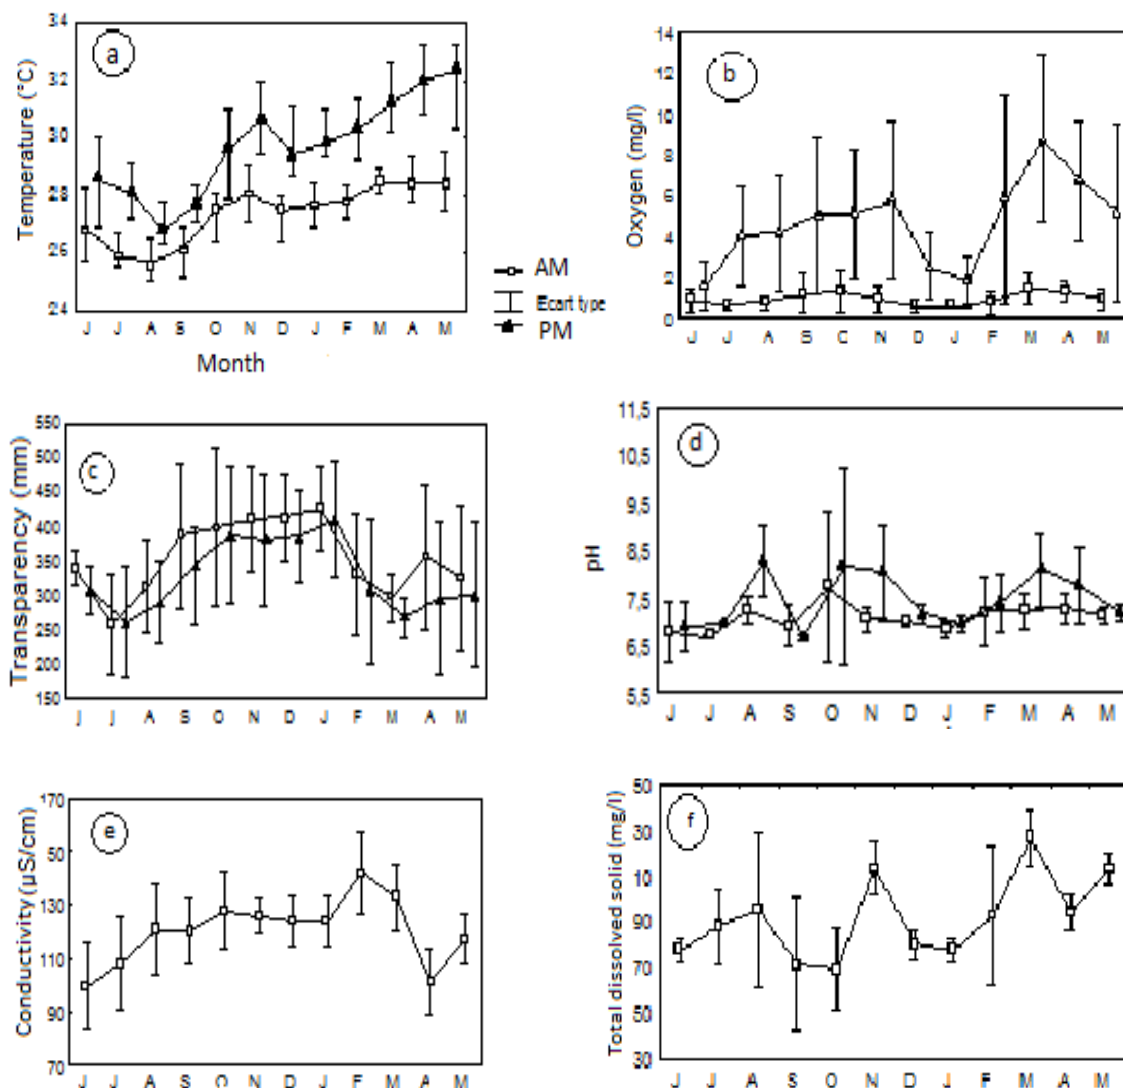 a
Temperature (°C)
34
32
30
28
26
24
J J A S O N D J F M A M
Month
AM
Ecart type
PM
b
Oxygen (mg/l)
14
12
10
8
6
4
2
0
J J A S C N D J F M A M
c
Transparency (mm)
550
500
450
400
350
300
250
200
150
J J A S O N D J F M A M
d
pH
11,5
10,5
9,5
8,5
7,5
6,5
5,5
J J A S O N D J F M A M
e
Conductivity (µS/cm)
170
150
130
110
90
70
J J A S O N D J F M A M
f
Total dissolved solid (mg/l)
50
30
10
90
70
50
30
J J A S O N D J F M A M